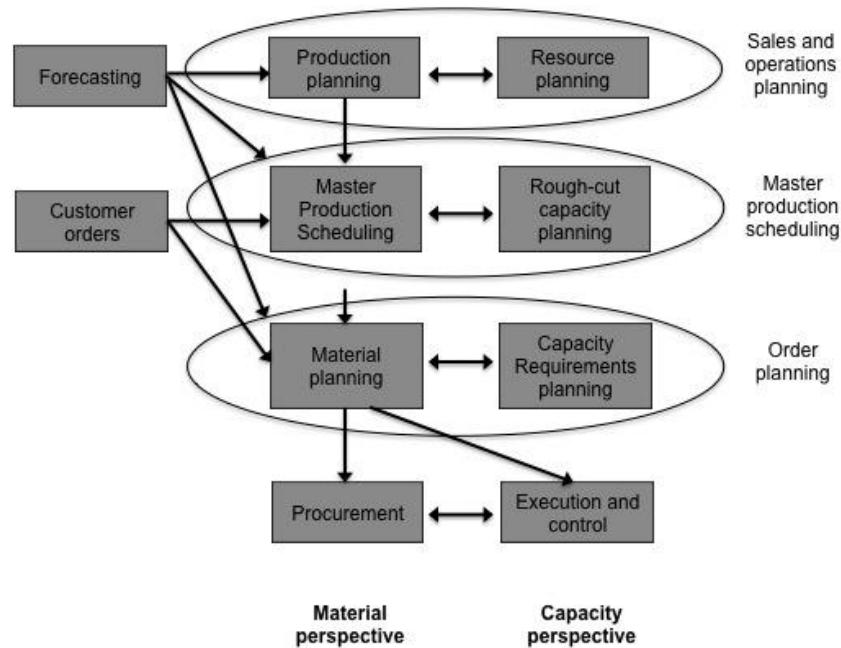 Forecasting
Production
planning
Resource
planning
Sales and
operations
planning
Customer
orders
Master
Production
Scheduling
Rough-cut
capacity
planning
Master
production
scheduling
Material
planning
Capacity
Requirements
planning
Order
planning
Procurement
Execution and
control
Material
perspective
Capacity
perspective